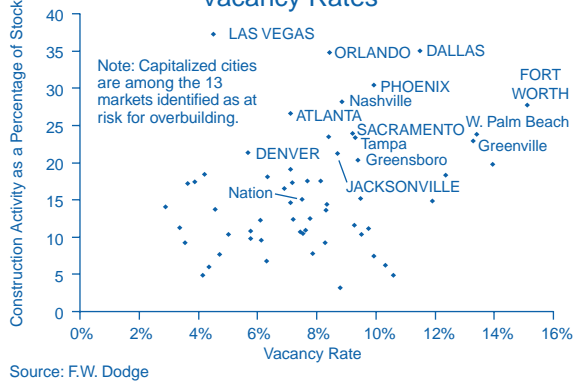 Vacancy Rates
Construction Activity as a Percentage of Stock
40
35
30
25
20
15
10
5
0
LAS VEGAS
ORLANDO
DALLAS
Note: Capitalized cities
are among the 13
markets identified as at
risk for overbuilding.
PHOENIX
FORT
WORTH
Nashville
ATLANTA
SACRAMENTO
W. Palm Beach
Tampa
Greenville
DENVER
Greensboro
JACKSONVILLE
Nation
0%
2%
4%
6%
8%
10%
12%
14%
16%
Vacancy Rate
Source: F.W. Dodge